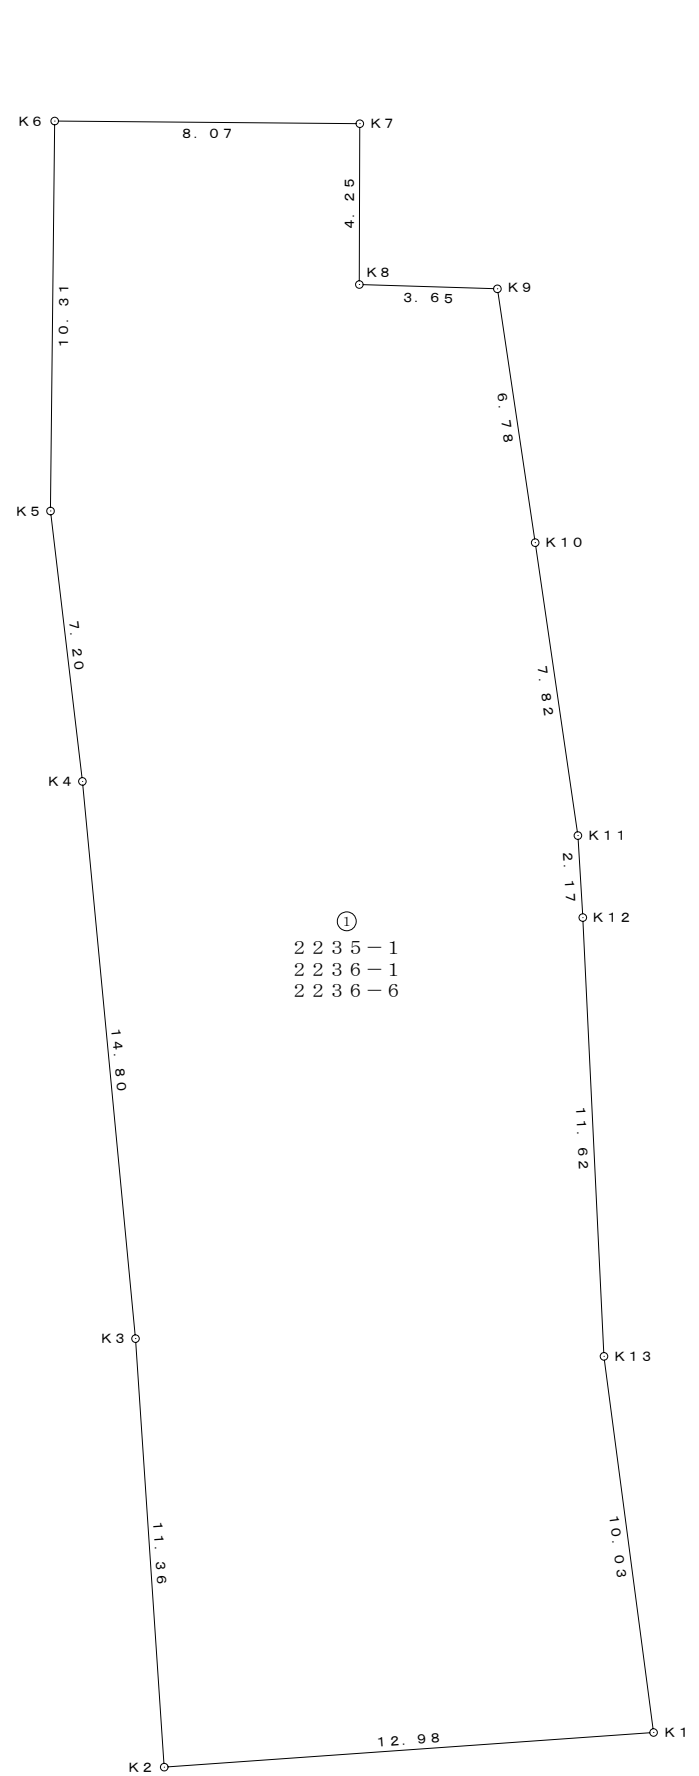 K6
K7
8. 07
4. 25
K8
K9
3. 65
10. 31
6. 78
K5
K10
7. 20
7. 82
K4
K11
2. 17
K12
①
2235-1
2236-1
2236-6
14. 80
11. 62
K3
K13
11. 36
10. 03
K1
12. 98
K2